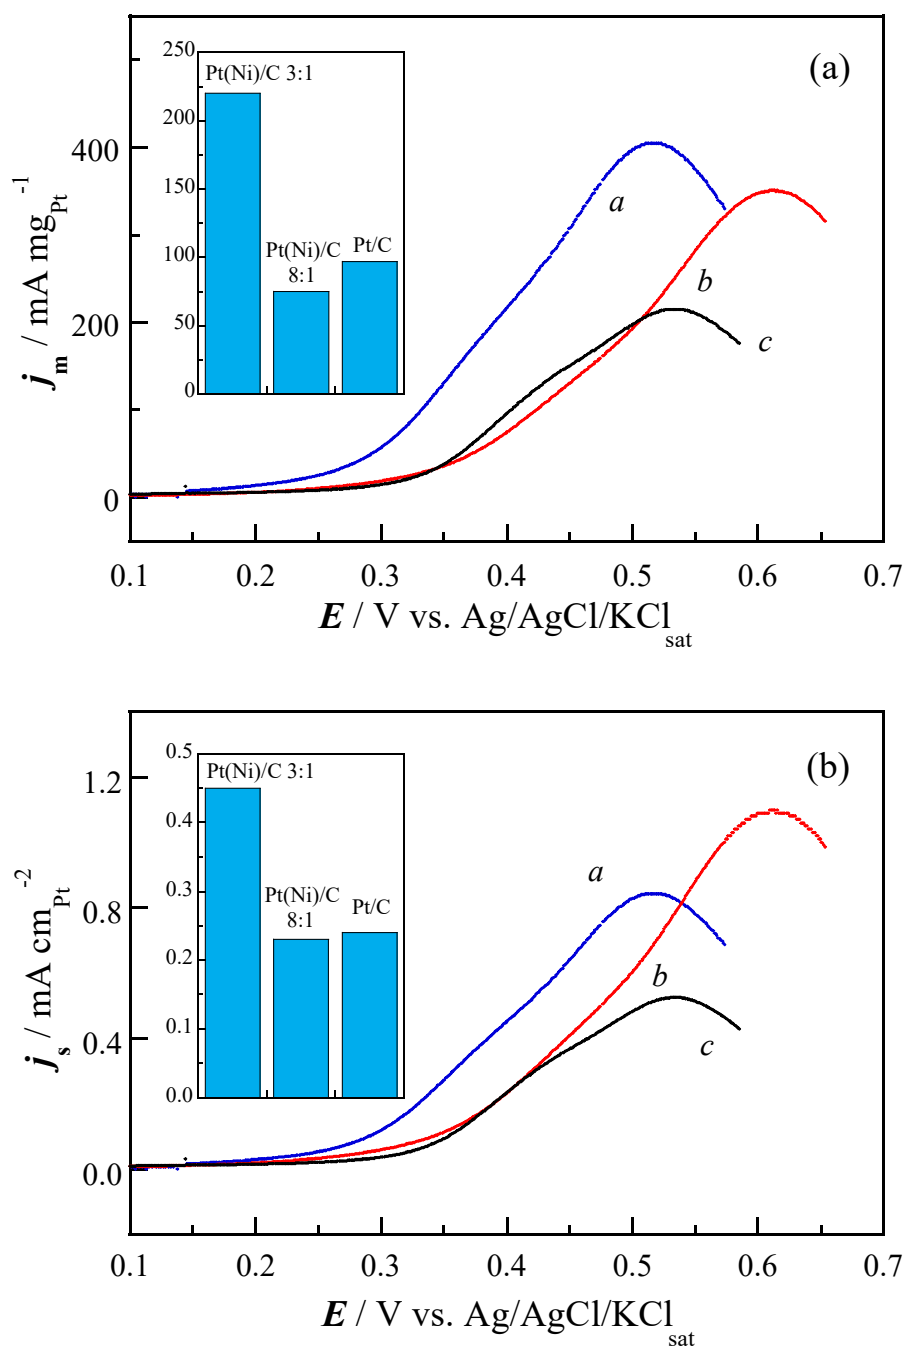 (a)
250
200
150
100
50
0
Pt(Ni)/C 3:1
Pt(Ni)/C
8:1
Pt/C
a
b
c
400
200
0
j_m / mA mg_Pt^-1
0.1 0.2 0.3 0.4 0.5 0.6 0.7
E / V vs. Ag/AgCl/KCl_sat
(b)
0.5
0.4
0.3
0.2
0.1
0.0
Pt(Ni)/C 3:1
Pt(Ni)/C
8:1
Pt/C
a
b
c
1.2
0.8
0.4
0.0
j_s / mA cm_Pt^-2
0.1 0.2 0.3 0.4 0.5 0.6 0.7
E / V vs. Ag/AgCl/KCl_sat